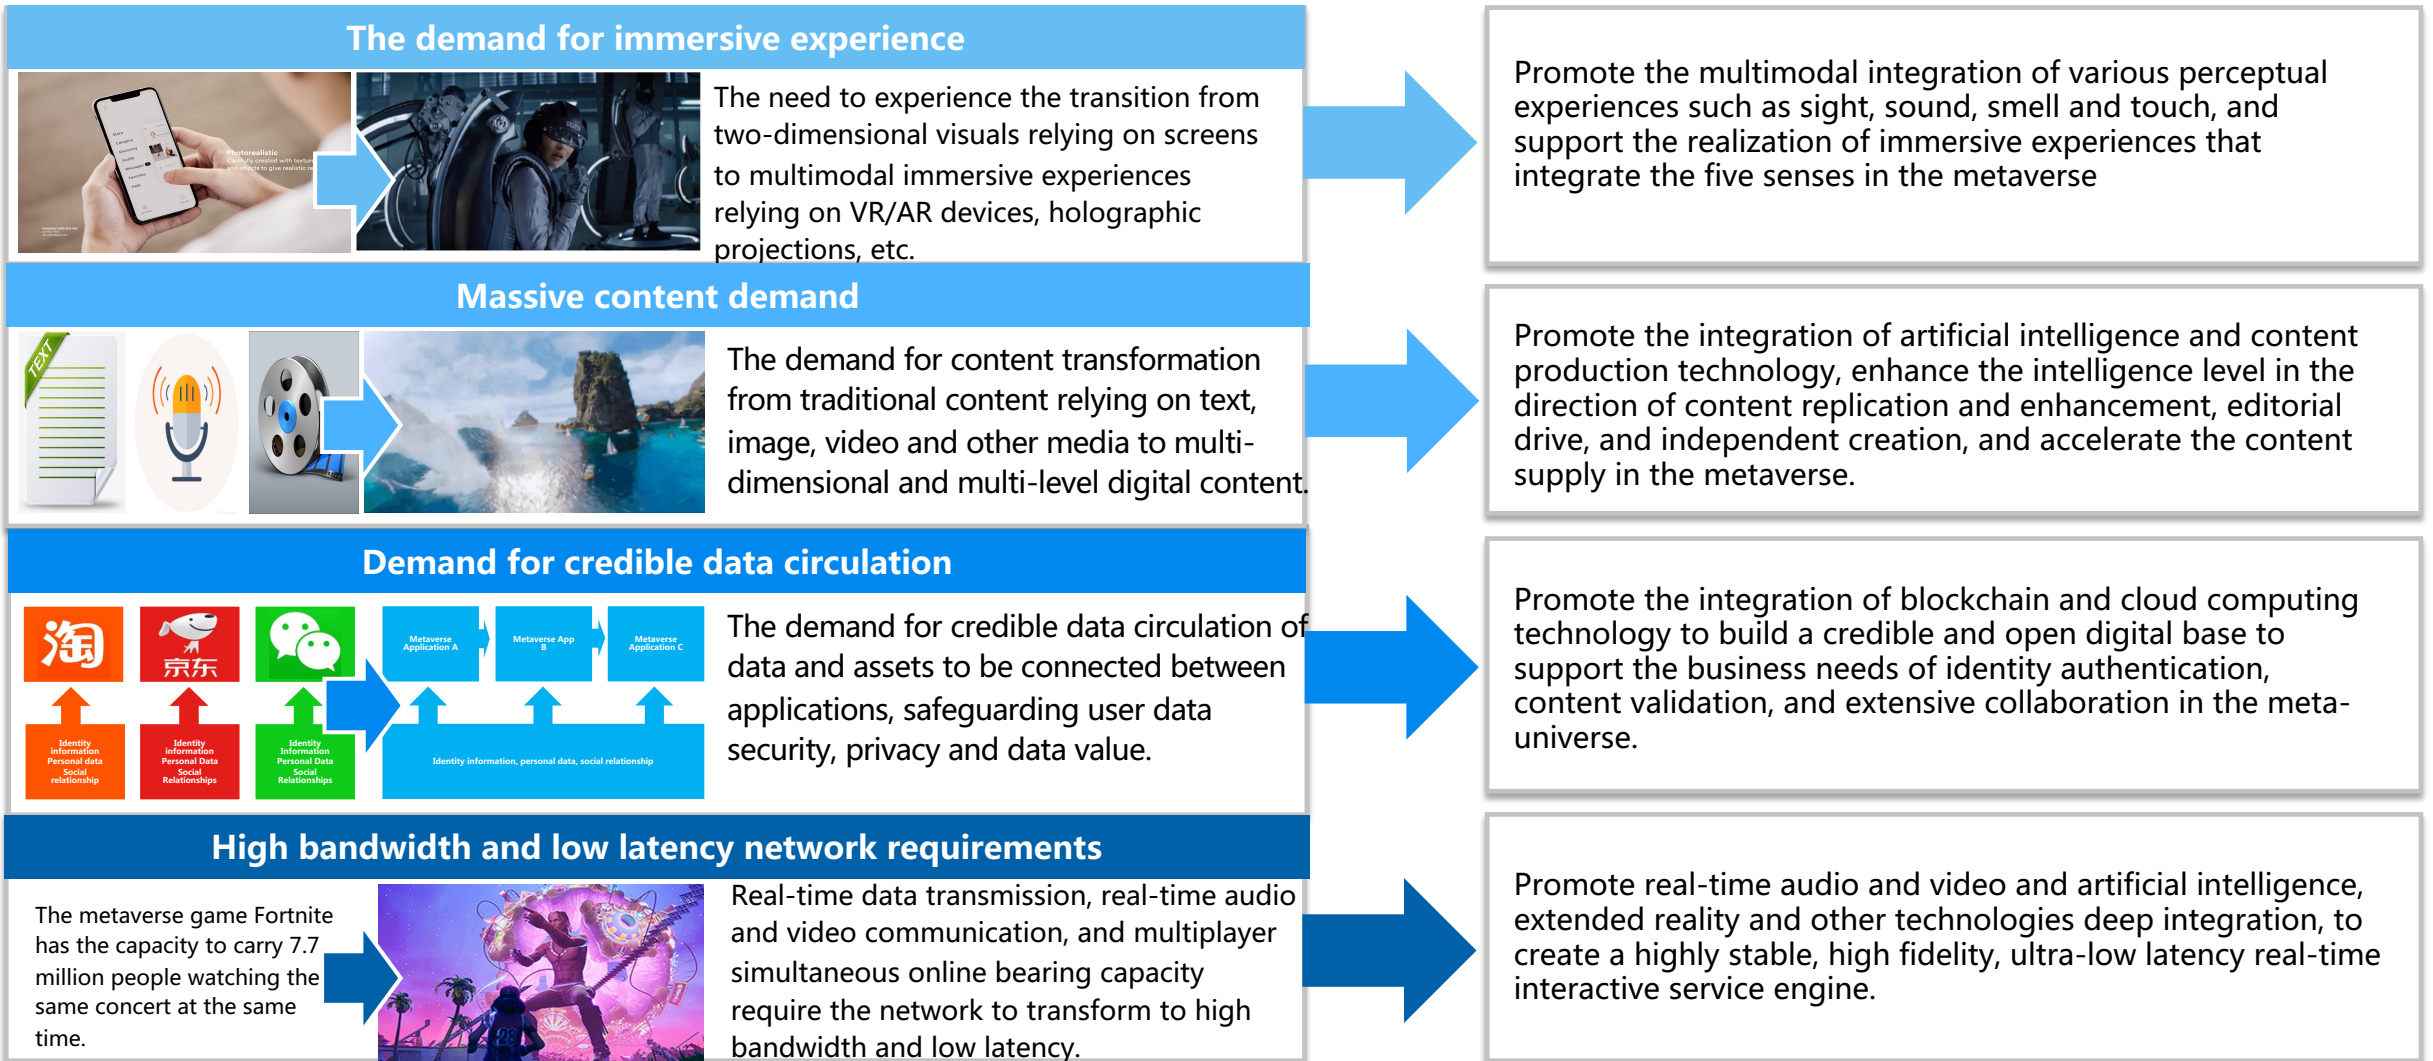 The demand for immersive experience
Photorealistic
The need to experience the transition from
two-dimensional visuals relying on screens
to multimodal immersive experiences
relying on VR/AR devices, holographic
projections, etc.
Promote the multimodal integration of various perceptual
experiences such as sight, sound, smell and touch, and
support the realization of immersive experiences that
integrate the five senses in the metaverse
Massive content demand
TEXT
The demand for content transformation
from traditional content relying on text,
image, video and other media to multi-
dimensional and multi-level digital content.
Promote the integration of artificial intelligence and content
production technology, enhance the intelligence level in the
direction of content replication and enhancement, editorial
drive, and independent creation, and accelerate the content
supply in the metaverse.
Demand for credible data circulation
淘
京东
Metaverse
Application A
Metaverse App
B
Metaverse
Application C
Identity
information
Personal data
Social
relationship
Identity
information
Personal Data
Social
Relationships
Identity
Information
Personal Data
Social
Relationships
Identity information, personal data, social relationship
The demand for credible data circulation of
data and assets to be connected between
applications, safeguarding user data
security, privacy and data value.
Promote the integration of blockchain and cloud computing
technology to build a credible and open digital base to
support the business needs of identity authentication,
content validation, and extensive collaboration in the meta-
universe.
High bandwidth and low latency network requirements
The metaverse game Fortnite
has the capacity to carry 7.7
million people watching the
same concert at the same
time.
28
Real-time data transmission, real-time audio
and video communication, and multiplayer
simultaneous online bearing capacity
require the network to transform to high
bandwidth and low latency.
Promote real-time audio and video and artificial intelligence,
extended reality and other technologies deep integration, to
create a highly stable, high fidelity, ultra-low latency real-time
interactive service engine.